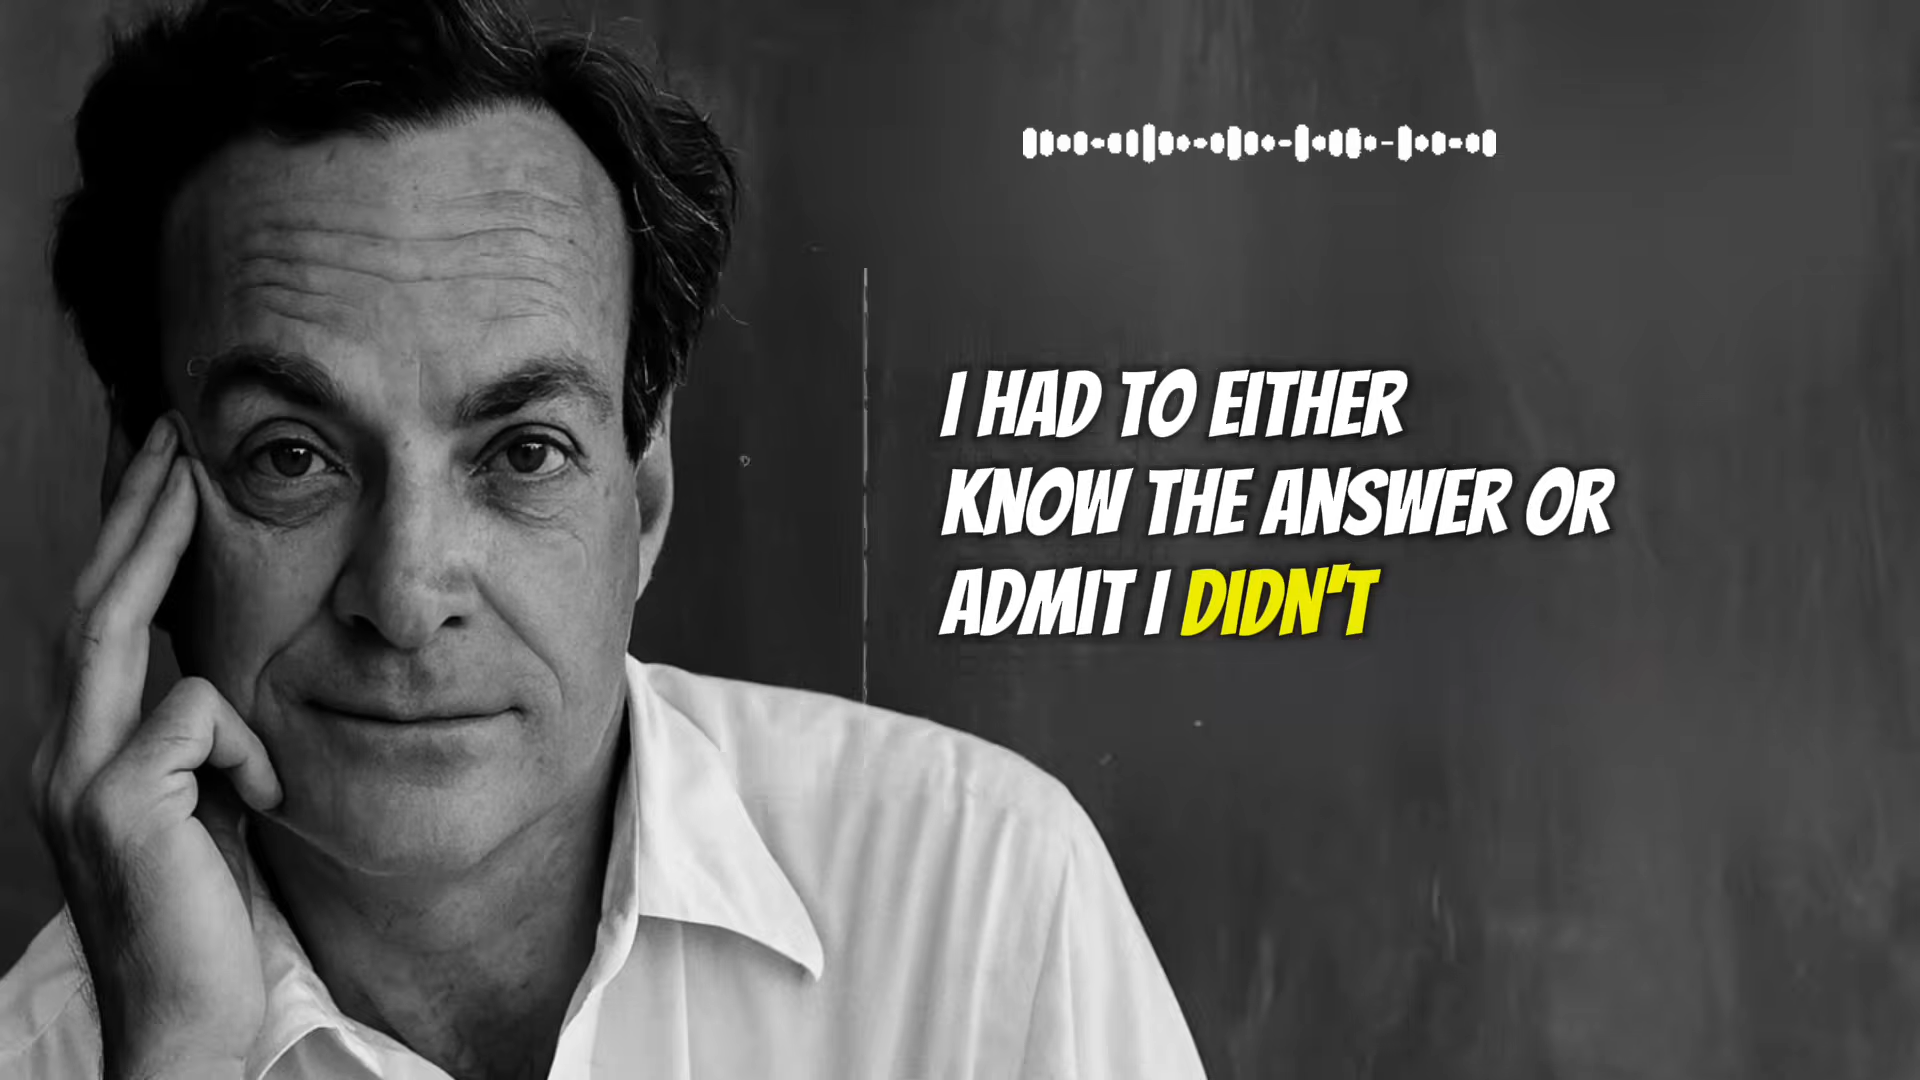 I HAD TO EITHER
KNOW THE ANSWER OR
ADMIT I DIDN'T